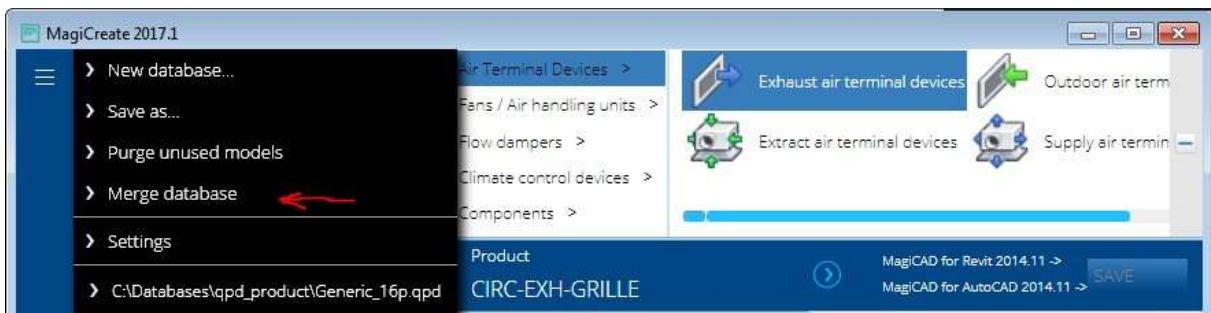 MagiCreate 2017.1
New database...
Save as...
Purge unused models
Merge database
Settings
C:\Databases\qpd_product\Generic_16p.qpd
Air Terminal Devices >
Fans / Air handling units >
Flow dampers >
Climate control devices >
Components >
Exhaust air terminal devices
Outdoor air term
Extract air terminal devices
Supply air termin
Product
CIRC-EXH-GRILLE
MagiCAD for Revit 2014.11 ->
MagiCAD for AutoCAD 2014.11 ->
SAVE